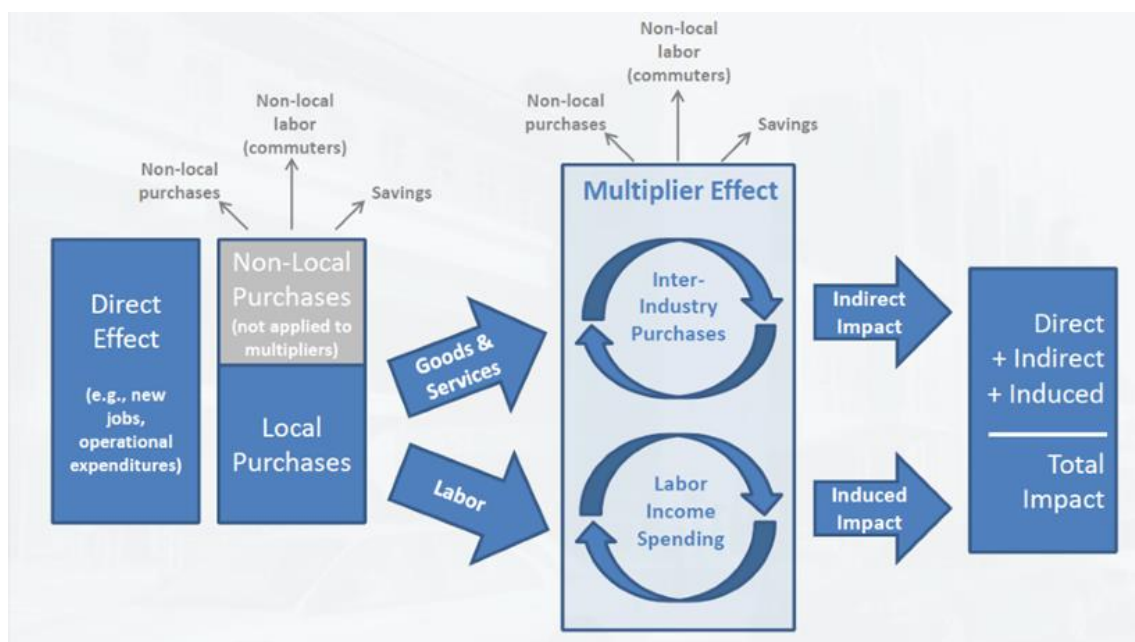 Non-local
labor
(commuters)
Non-local
purchases
Savings
Direct
Effect
(e.g., new
jobs,
operational
expenditures)
Non-Local
Purchases
(not applied to
multipliers)
Local
Purchases
Goods &
Services
Labor
Non-local
labor
(commuters)
Non-local
purchases
Savings
Multiplier Effect
Inter-
Industry
Purchases
Labor
Income
Spending
Indirect
Impact
Induced
Impact
Direct
+ Indirect
+ Induced
Total
Impact